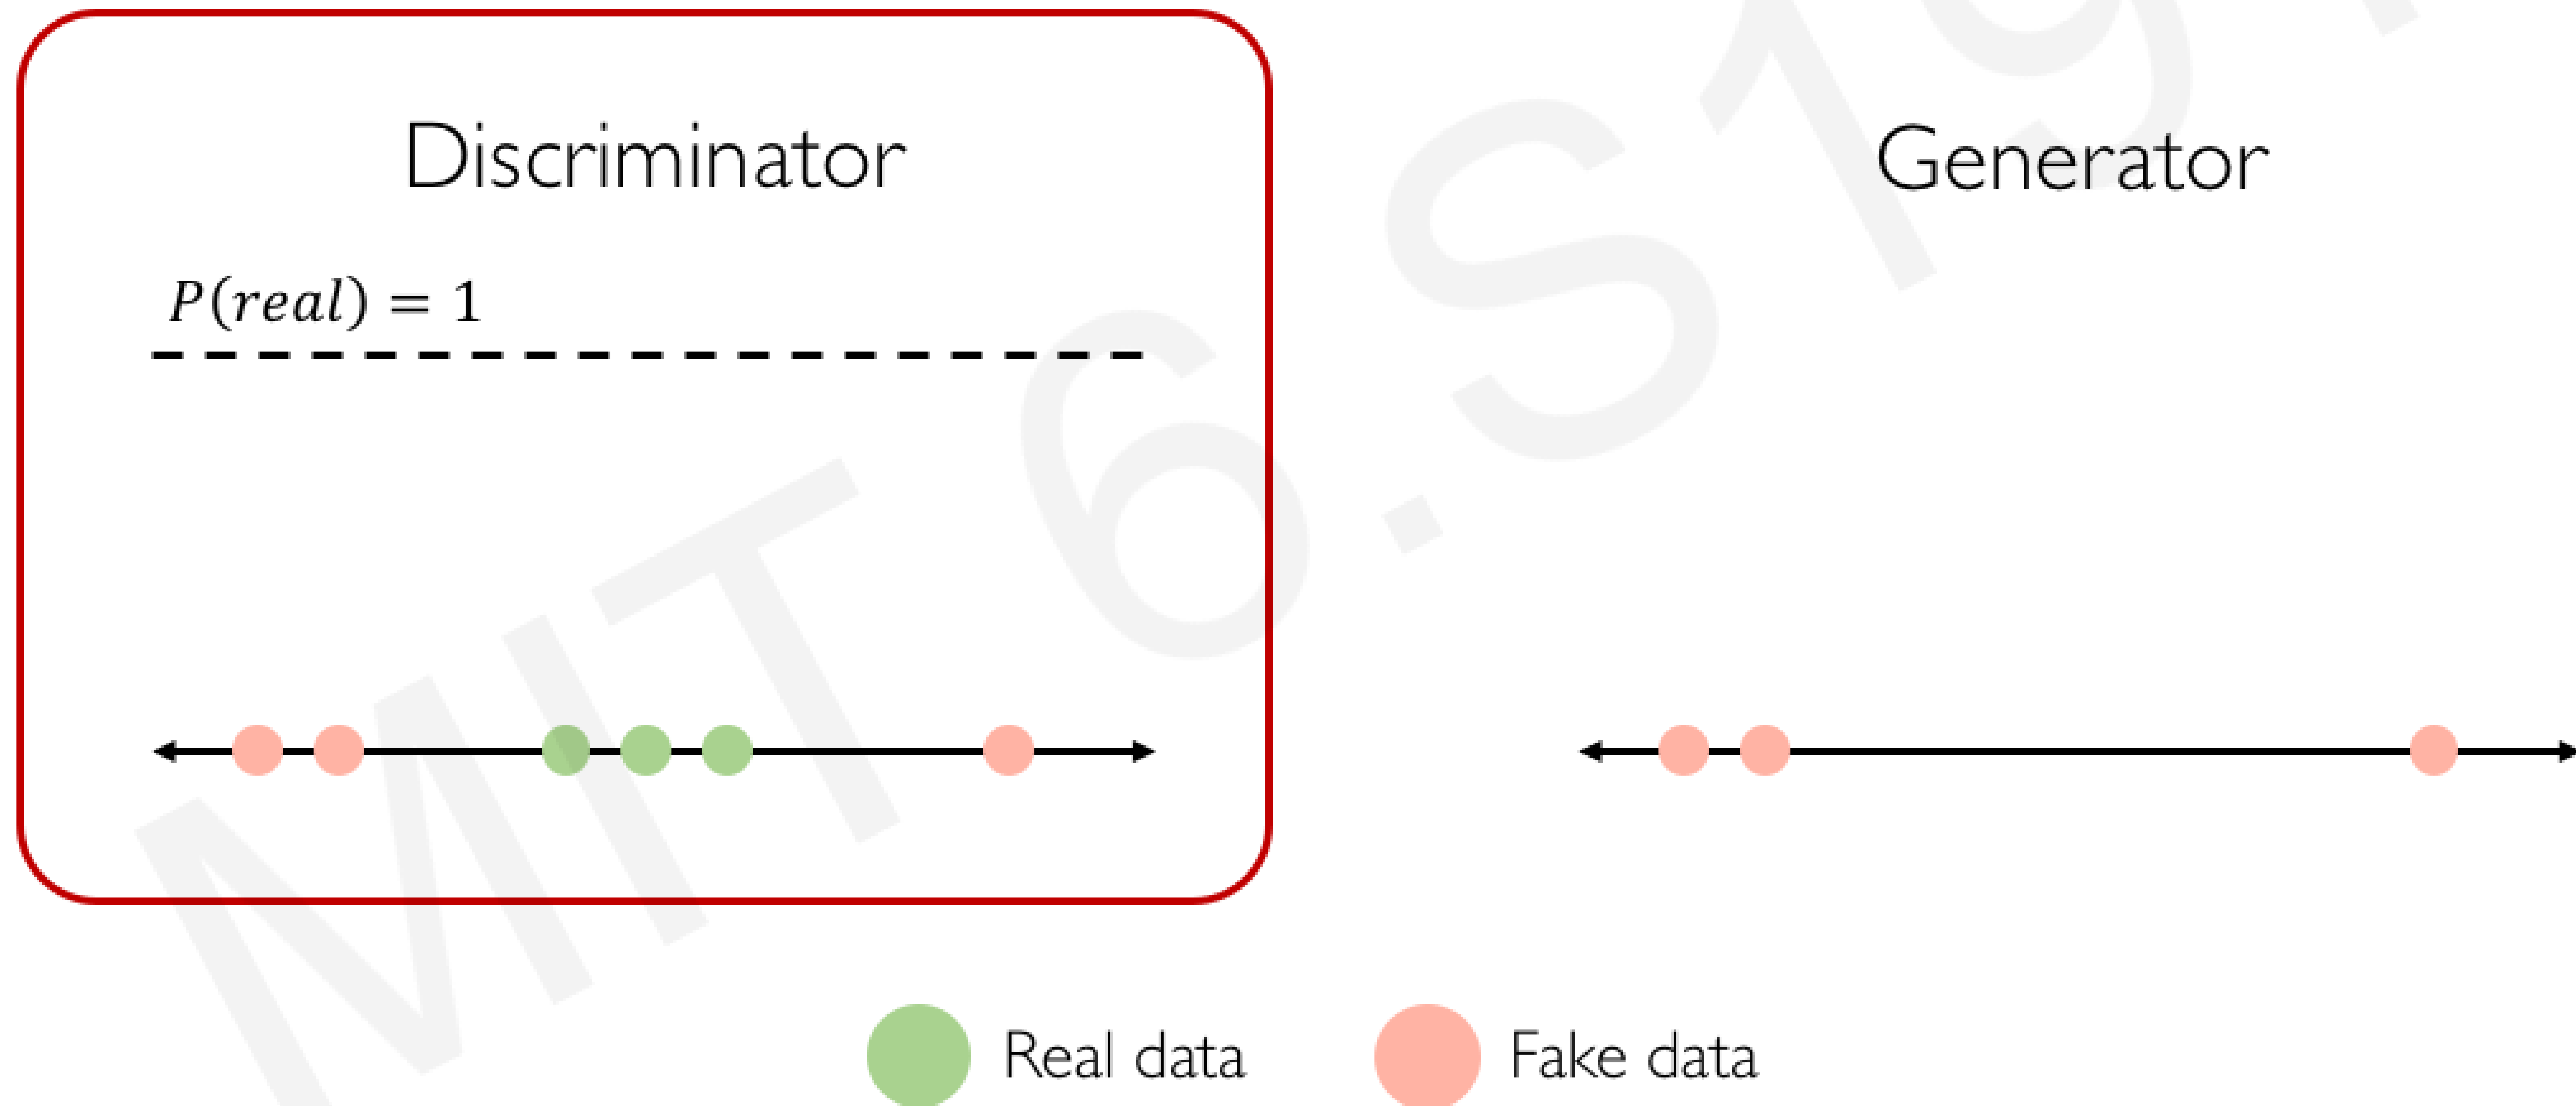 Discriminator
Generator
P(real) = 1
Real data
Fake data
MIT 6.S19